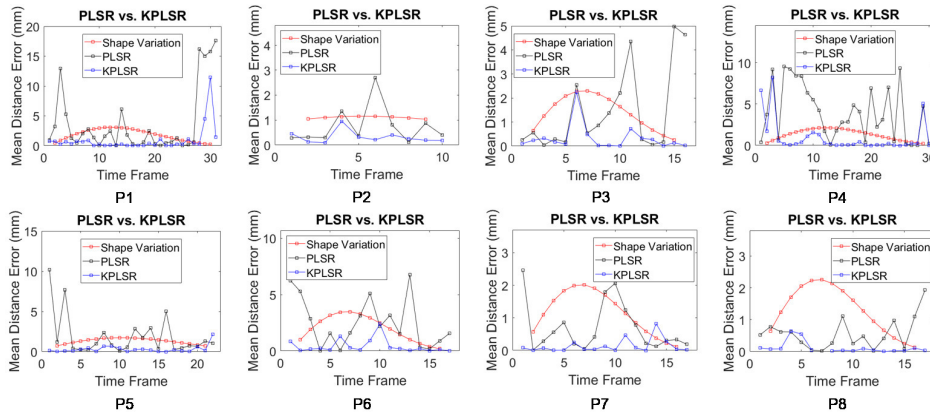 PLSR vs. KPLSR
Mean Distance Error (mm)
20
15
10
5
0
Shape Variation
PLSR
KPLSR
0 10 20 30
Time Frame
P1
PLSR vs. KPLSR
Mean Distance Error (mm)
4
2
0
Shape Variation
PLSR
KPLSR
0 5 10
Time Frame
P2
PLSR vs. KPLSR
Mean Distance Error (mm)
5
4
3
2
1
0
Shape Variation
PLSR
KPLSR
0 5 10 15
Time Frame
P3
PLSR vs. KPLSR
Mean Distance Error (mm)
10
5
0
Shape Variation
PLSR
KPLSR
0 10 20 30
Time Frame
P4
PLSR vs. KPLSR
Mean Distance Error (mm)
15
10
5
0
Shape Variation
PLSR
KPLSR
0 5 10 15 20
Time Frame
P5
PLSR vs. KPLSR
Mean Distance Error (mm)
10
5
0
Shape Variation
PLSR
KPLSR
0 5 10 15
Time Frame
P6
PLSR vs. KPLSR
Mean Distance Error (mm)
3
2
1
0
Shape Variation
PLSR
KPLSR
0 5 10 15
Time Frame
P7
PLSR vs. KPLSR
Mean Distance Error (mm)
3
2
1
0
Shape Variation
PLSR
KPLSR
0 5 10 15
Time Frame
P8